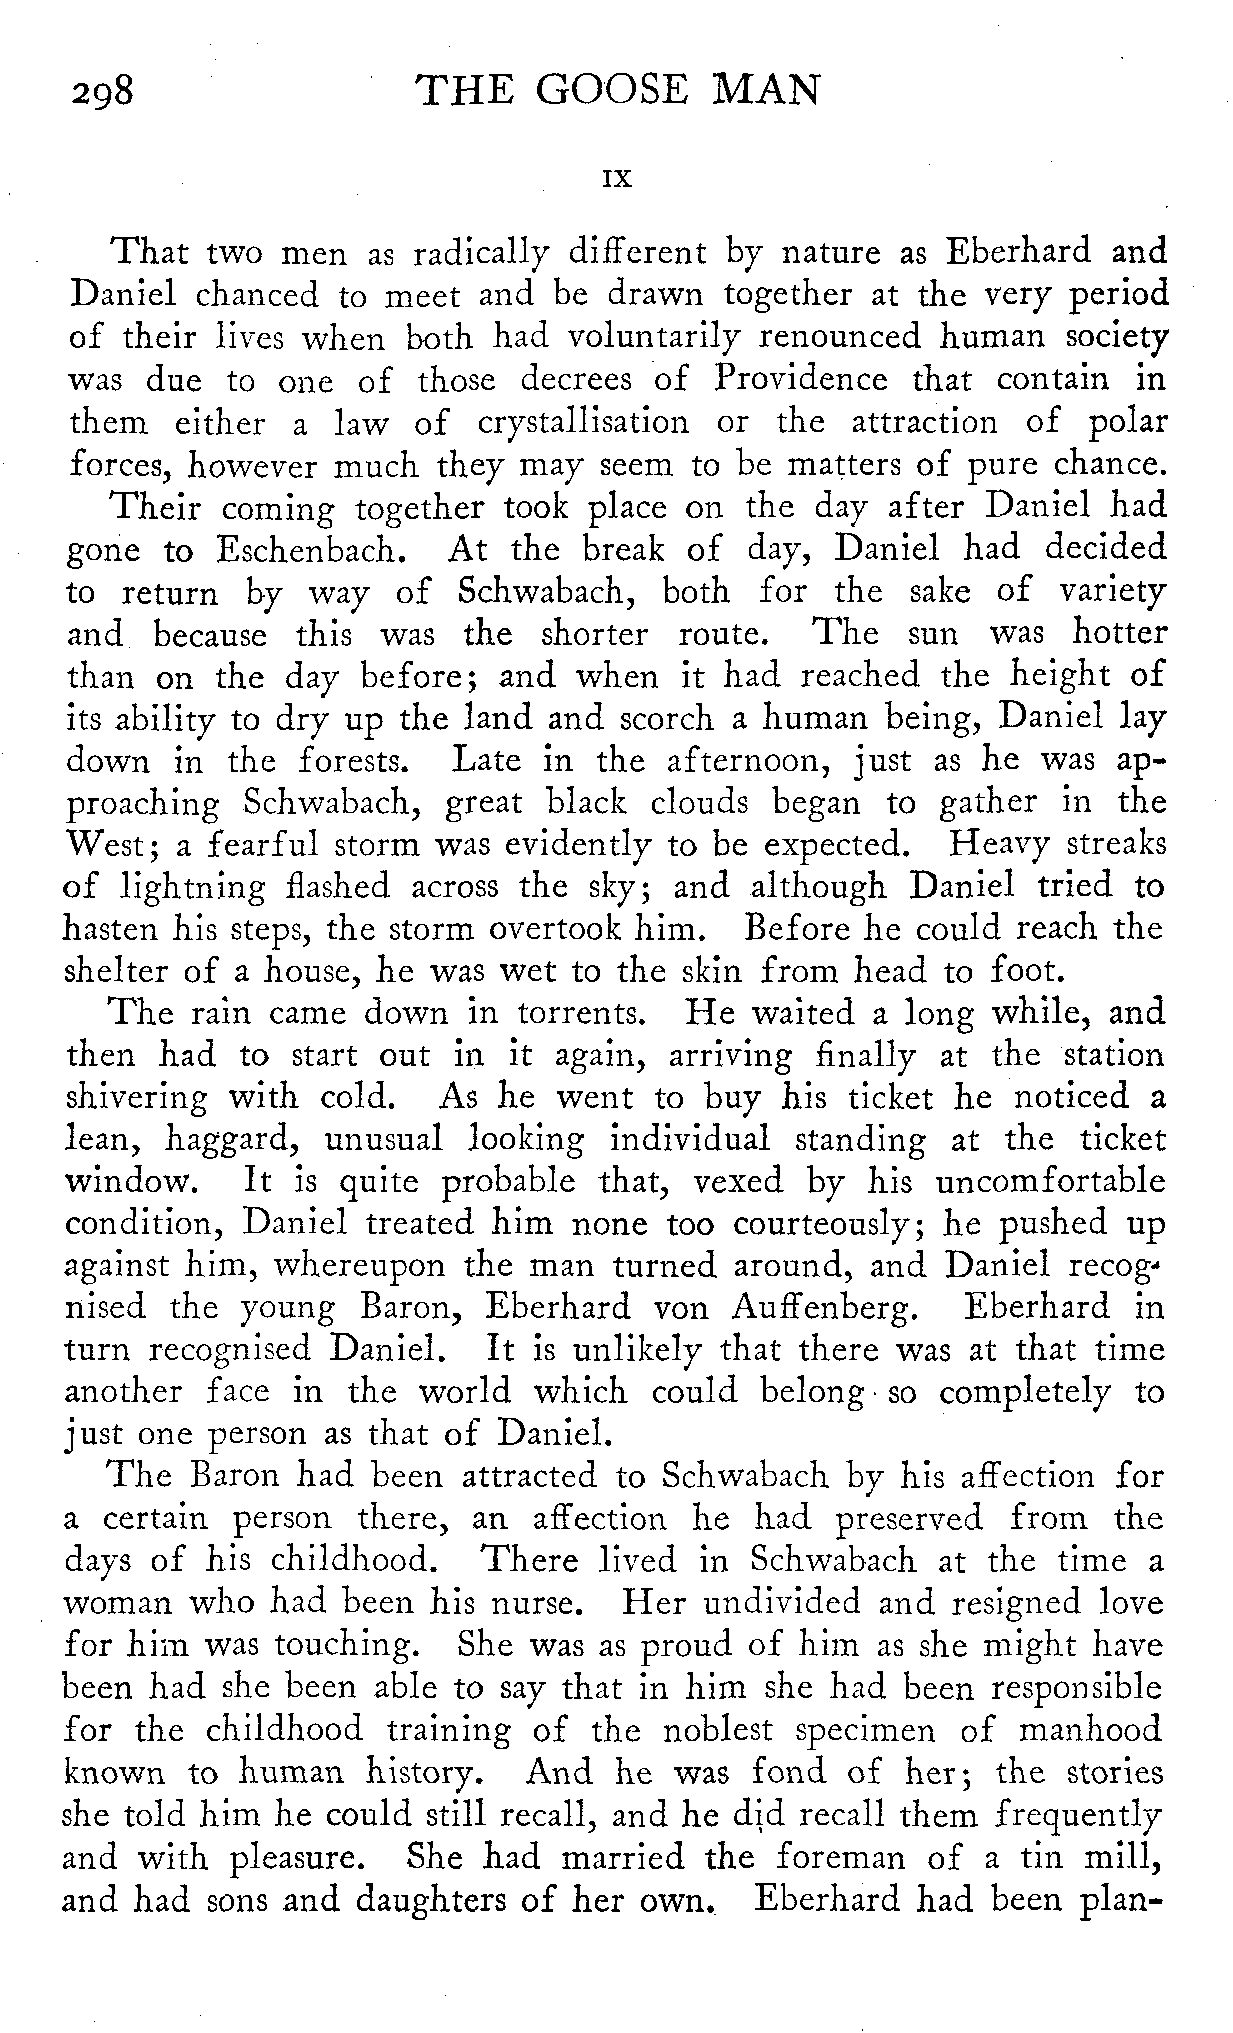 298 THE GOOSE MAN
IX
That two men as radically different by nature as Eberhard and
Daniel chanced to meet and be drawn together at the very period
of their lives when both had voluntarily renounced human society
was due to one of those decrees of Providence that contain in
them either a law of crystallisation or the attraction of polar
forces, however much they may seem to be matters of pure chance.
Their coming together took place on the day after Daniel had
gone to Eschenbach. At the break of day, Daniel had decided
to return by way of Schwabach, both for the sake of variety
and because this was the shorter route. The sun was hotter
than on the day before; and when it had reached the height of
its ability to dry up the land and scorch a human being, Daniel lay
down in the forests. Late in the afternoon, just as he was ap-
proaching Schwabach, great black clouds began to gather in the
West; a fearful storm was evidently to be expected. Heavy streaks
of lightning flashed across the sky; and although Daniel tried to
hasten his steps, the storm overtook him. Before he could reach the
shelter of a house, he was wet to the skin from head to foot.
The rain came down in torrents. He waited a long while, and
then had to start out in it again, arriving finally at the station
shivering with cold. As he went to buy his ticket he noticed a
lean, haggard, unusual looking individual standing at the ticket
window. It is quite probable that, vexed by his uncomfortable
condition, Daniel treated him none too courteously; he pushed up
against him, whereupon the man turned around, and Daniel recog-
nised the young Baron, Eberhard von Auffenberg. Eberhard in
turn recognised Daniel. It is unlikely that there was at that time
another face in the world which could belong so completely to
just one person as that of Daniel.
The Baron had been attracted to Schwabach by his affection for
a certain person there, an affection he had preserved from the
days of his childhood. There lived in Schwabach at the time a
woman who had been his nurse. Her undivided and resigned love
for him was touching. She was as proud of him as she might have
been had she been able to say that in him she had been responsible
for the childhood training of the noblest specimen of manhood
known to human history. And he was fond of her; the stories
she told him he could still recall, and he did recall them frequently
and with pleasure. She had married the foreman of a tin mill,
and had sons and daughters of her own. Eberhard had been plan-